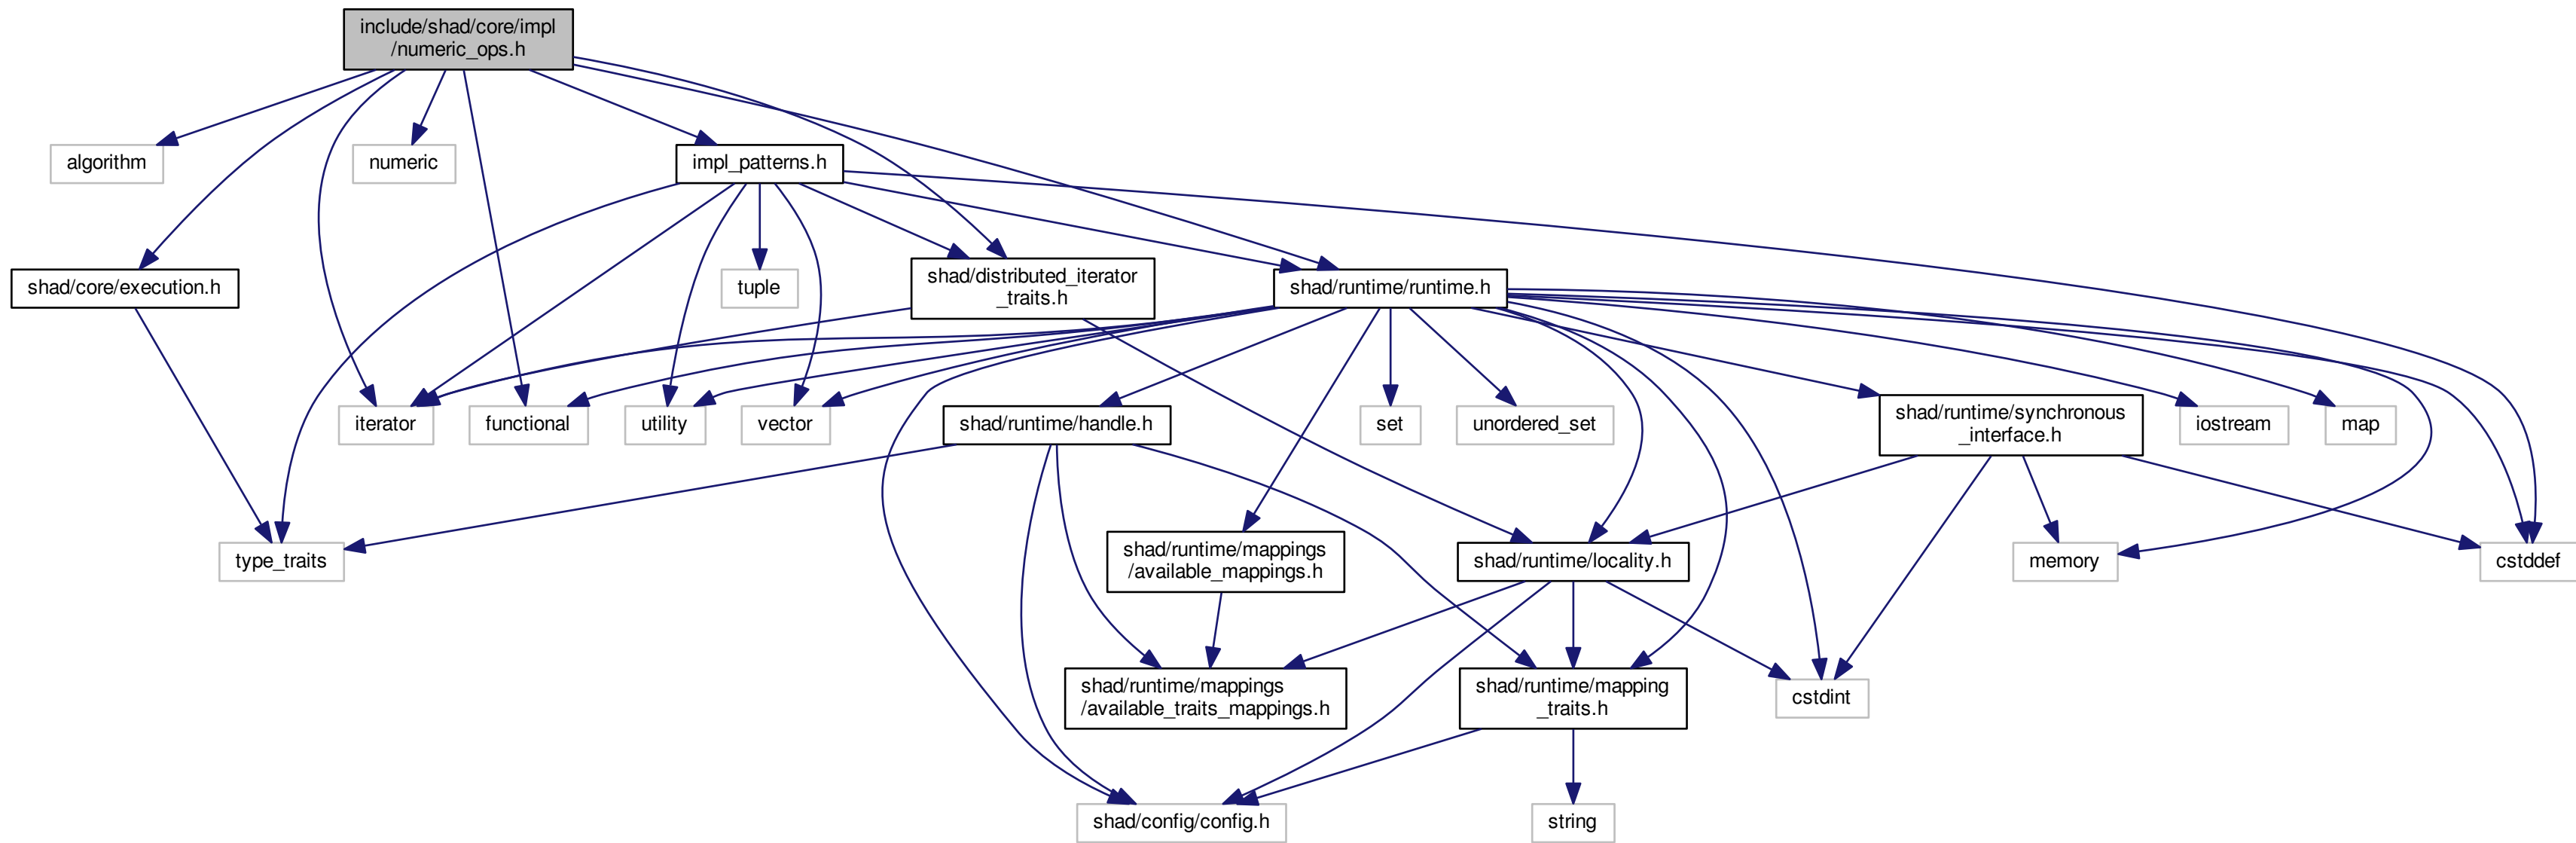 include/shad/core/impl
/numeric_ops.h
algorithm
numeric
impl_patterns.h
shad/core/execution.h
tuple
shad/distributed_iterator
_traits.h
shad/runtime/runtime.h
iterator
functional
utility
vector
shad/runtime/handle.h
set
unordered_set
shad/runtime/synchronous
_interface.h
iostream
map
type_traits
shad/runtime/mappings
/available_mappings.h
shad/runtime/locality.h
memory
cstddef
shad/runtime/mappings
/available_traits_mappings.h
shad/runtime/mapping
_traits.h
cstdint
shad/config/config.h
string